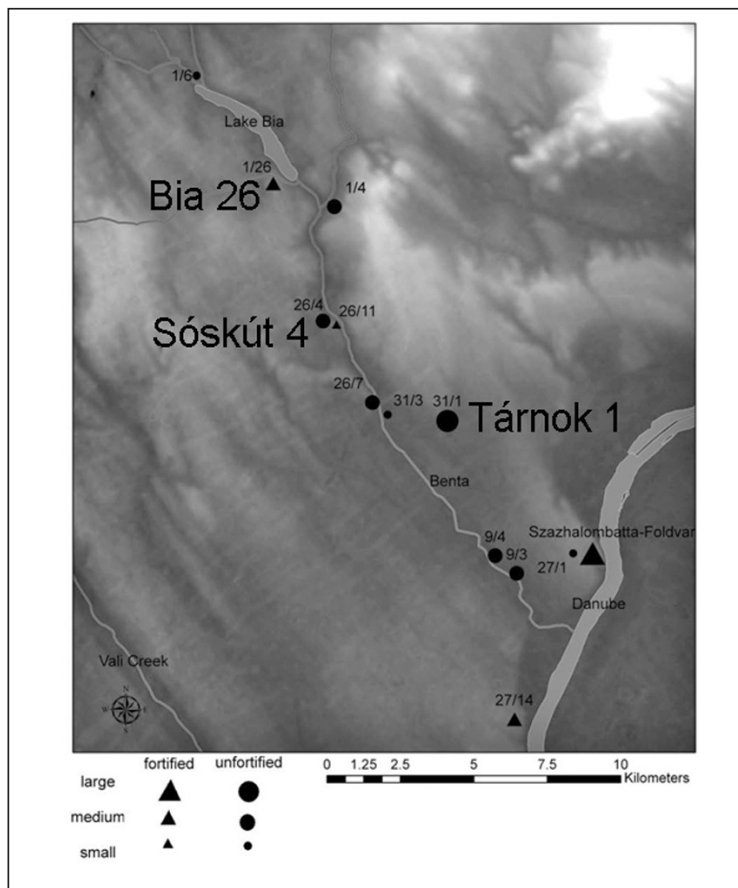 1/6
Lake Bia
1/26
Bia 26
1/4
26/4
26/11
Sóskút 4
26/7
31/3
31/1
Tárnok 1
Benta
Szazhalombatta-Foldvar
9/4
9/3
27/1
Danube
Vali Creek
N
W E
S
27/14
fortified unfortified
large
medium
small
0 1.25 2.5 5 7.5 10
Kilometers